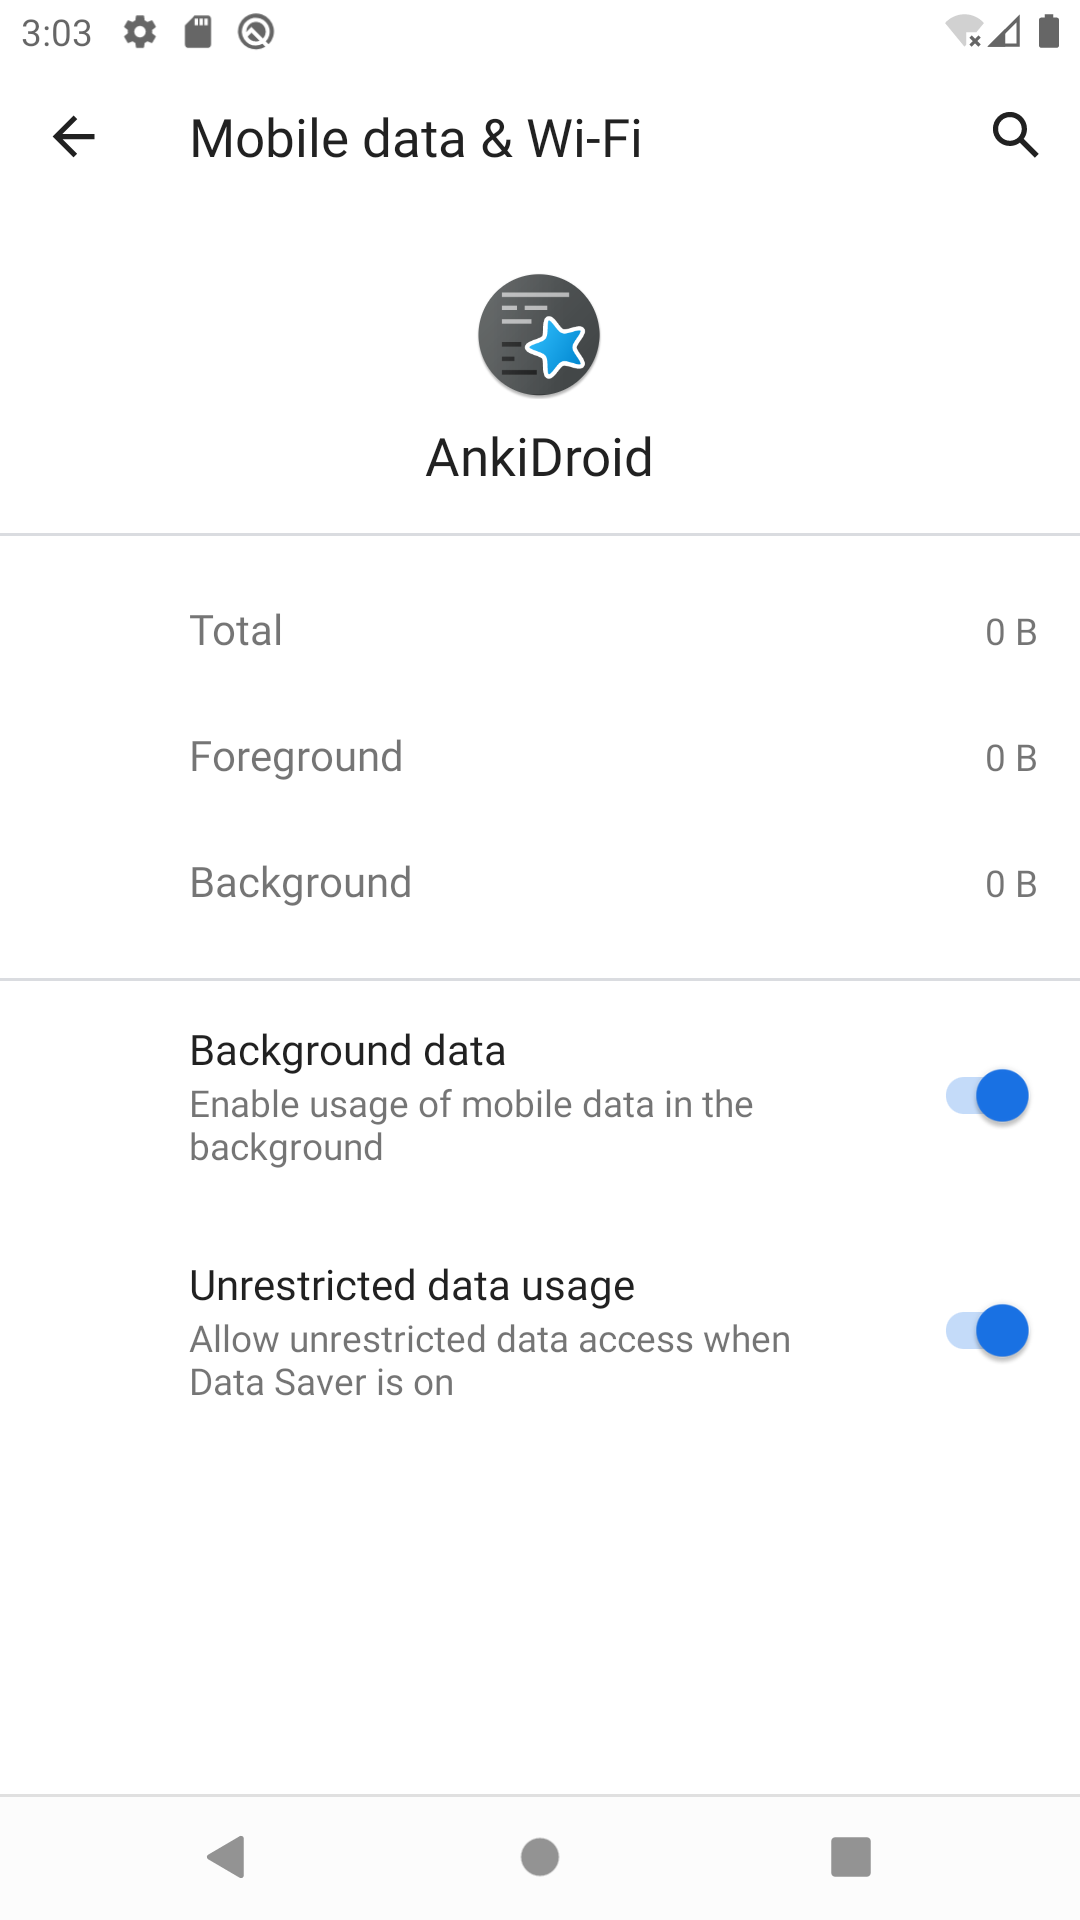 3:03
Mobile data & Wi-Fi
AnkiDroid
Total
0 B
Foreground
0 B
Background
0 B
Background data
Enable usage of mobile data in the
background
Unrestricted data usage
Allow unrestricted data access when
Data Saver is on